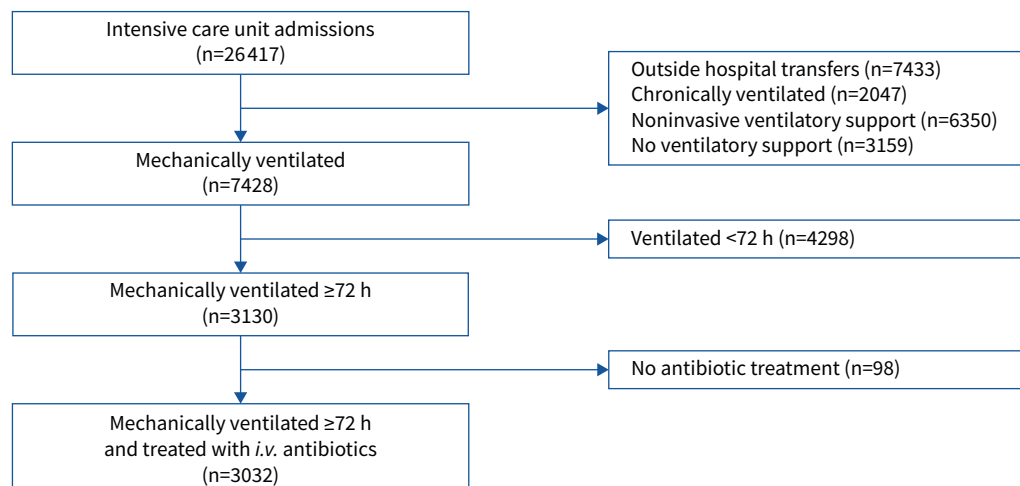 Intensive care unit admissions
(n=26417)
Outside hospital transfers (n=7433)
Chronically ventilated (n=2047)
Noninvasive ventilatory support (n=6350)
No ventilatory support (n=3159)
Mechanically ventilated
(n=7428)
Ventilated <72 h (n=4298)
Mechanically ventilated ≥72 h
(n=3130)
No antibiotic treatment (n=98)
Mechanically ventilated ≥72 h
and treated with i.v. antibiotics
(n=3032)